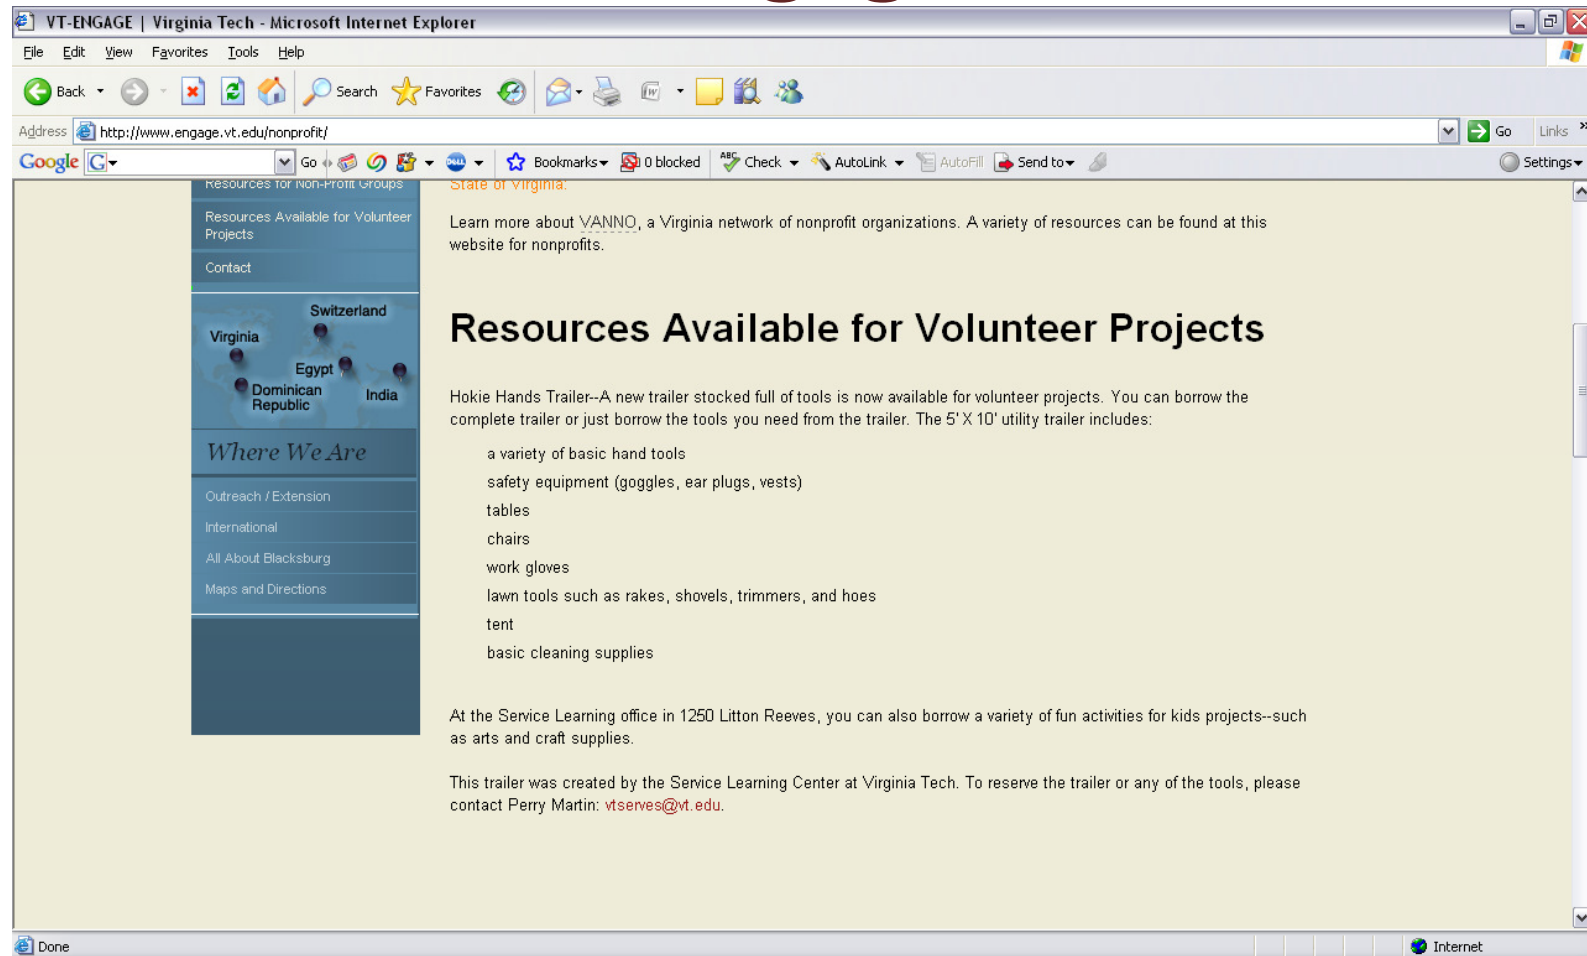 VT-ENGAGE | Virginia Tech - Microsoft Internet Explorer
File Edit View Favorites Tools Help
Back Search Favorites
Address http://www.engage.vt.edu/nonprofit/ Go Links »
Google G Go DELL Bookmarks 0 blocked ABC Check AutoLink AutoFill Send to Settings
Resources for Non-Profit Groups
Resources Available for Volunteer
Projects
Contact
Switzerland
Virginia
Egypt
Dominican
Republic
India
Where We Are
Outreach / Extension
International
All About Blacksburg
Maps and Directions
State of Virginia:
Learn more about VANNO, a Virginia network of nonprofit organizations. A variety of resources can be found at this
website for nonprofits.
Resources Available for Volunteer Projects
Hokie Hands Trailer--A new trailer stocked full of tools is now available for volunteer projects. You can borrow the
complete trailer or just borrow the tools you need from the trailer. The 5' X 10' utility trailer includes:
a variety of basic hand tools
safety equipment (goggles, ear plugs, vests)
tables
chairs
work gloves
lawn tools such as rakes, shovels, trimmers, and hoes
tent
basic cleaning supplies
At the Service Learning office in 1250 Litton Reeves, you can also borrow a variety of fun activities for kids projects--such
as arts and craft supplies.
This trailer was created by the Service Learning Center at Virginia Tech. To reserve the trailer or any of the tools, please
contact Perry Martin: vtserves@vt.edu.
Done Internet